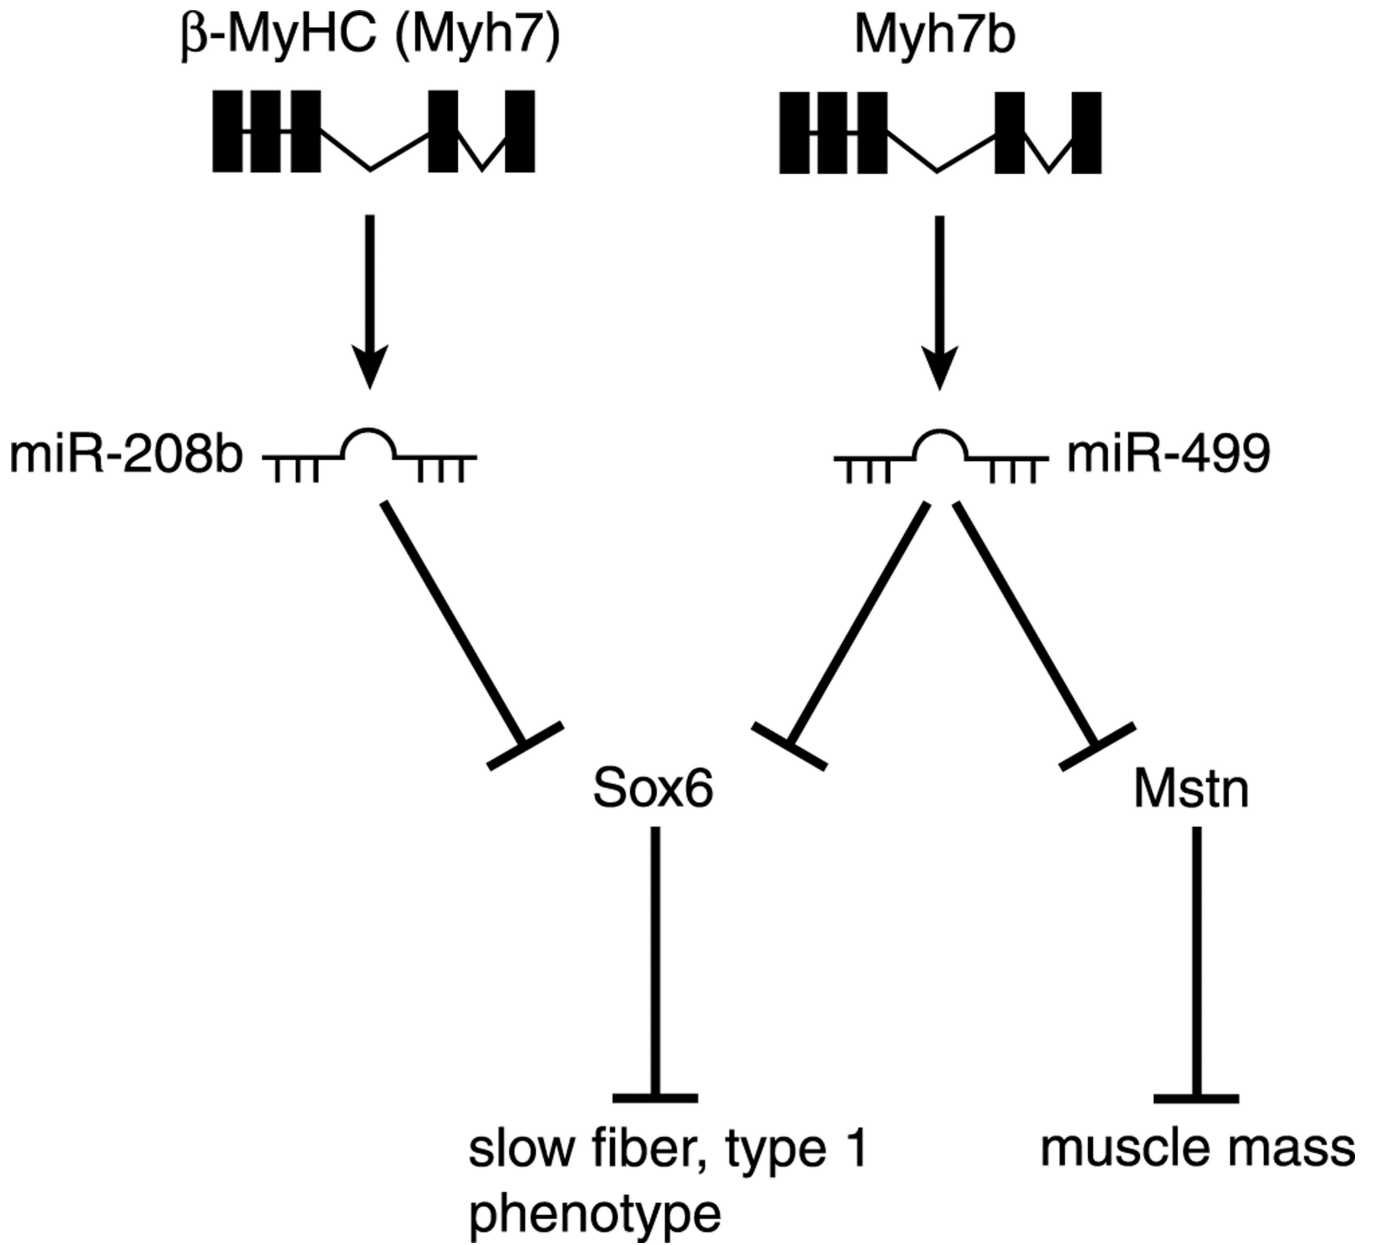 β-MyHC (Myh7)
Myh7b
miR-208b
miR-499
Sox6
Mstn
slow fiber, type 1
phenotype
muscle mass